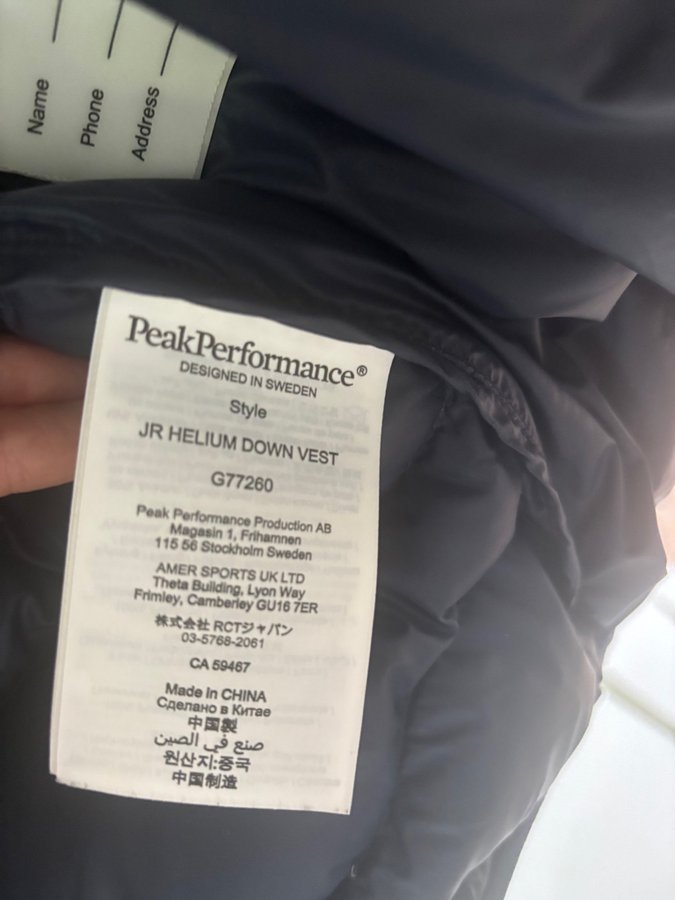 Name
Phone
Address
PeakPerformance®
DESIGNED IN SWEDEN
Style
JR HELIUM DOWN VEST
G77260
Peak Performance Production AB
Magasin 1, Frihamnen
115 56 Stockholm Sweden
AMER SPORTS UK LTD
Theta Building, Lyon Way
Frimley, Camberley GU16 7ER
株式会社 RCTジャパン
03-5768-2061
CA 59467
Made In CHINA
Сделано в Китае
中国製
صنع في الصين
원산지:중국
中国制造